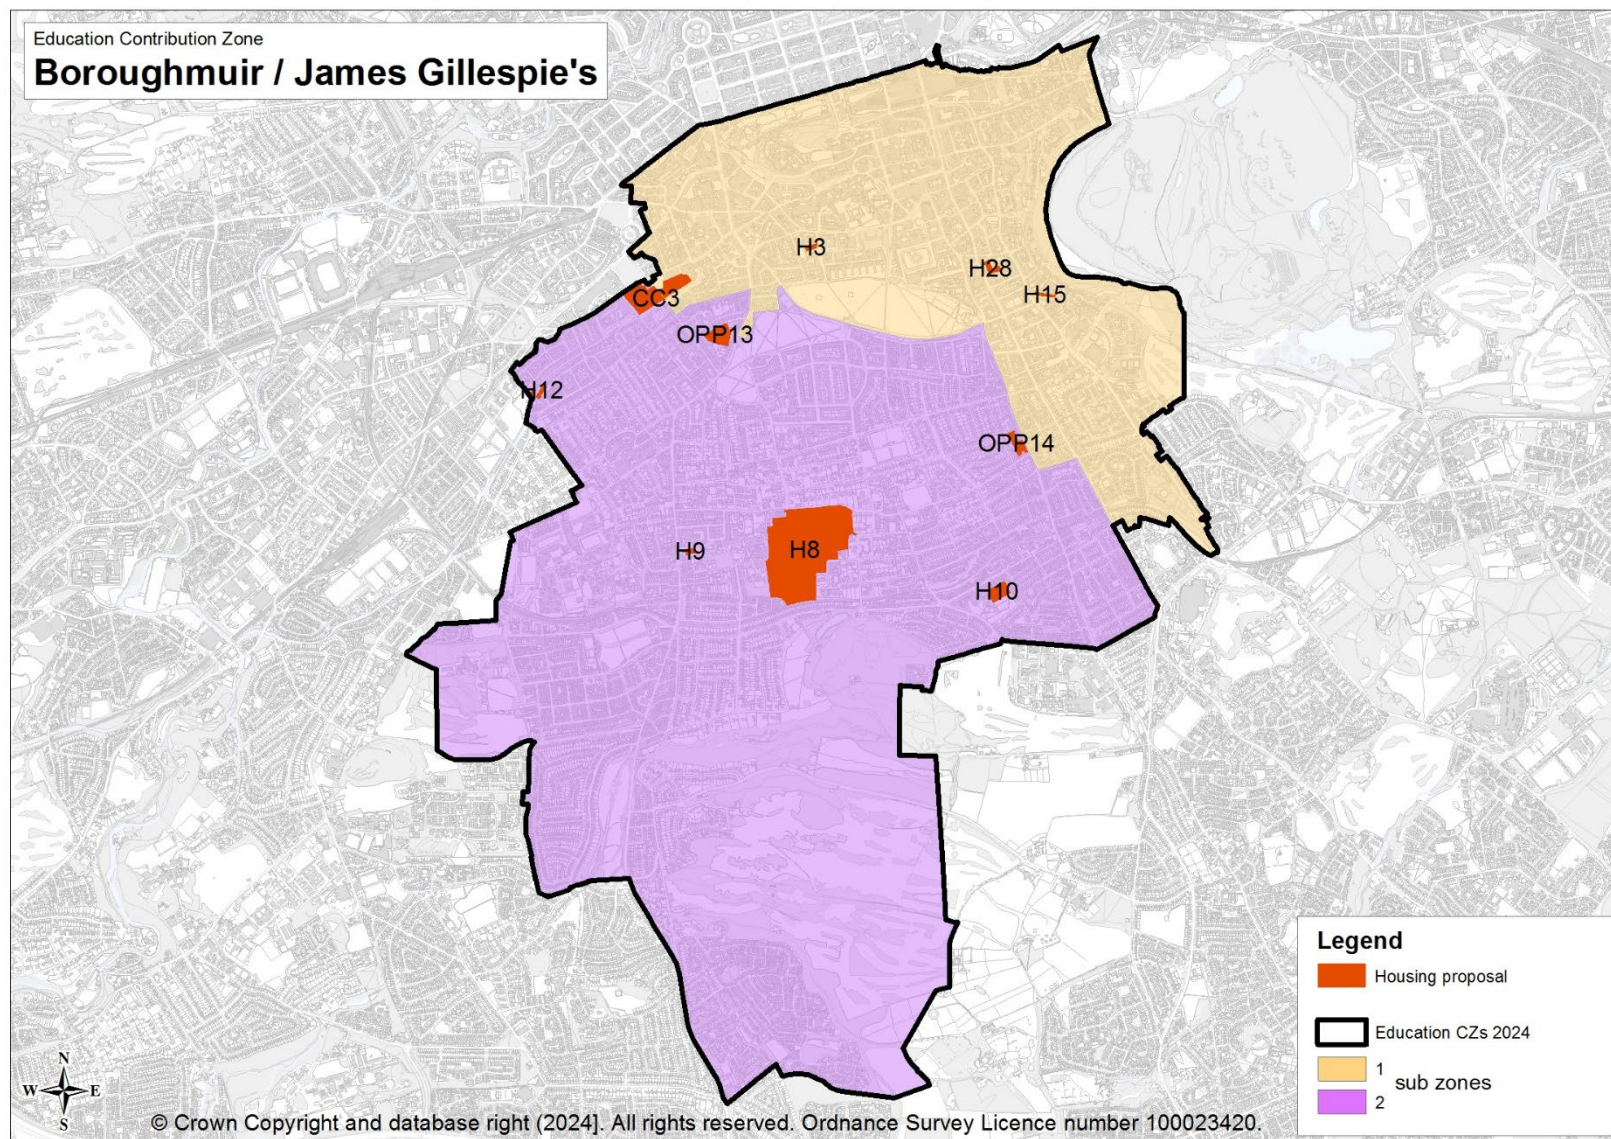 Education Contribution Zone
Boroughmuir / James Gillespie's
H3
H28
H15
CC3
OPP13
H12
OPP14
H9
H8
H10
Legend
Housing proposal
Education CZs 2024
1
sub zones
2
N
W E
S
© Crown Copyright and database right (2024]. All rights reserved. Ordnance Survey Licence number 100023420.